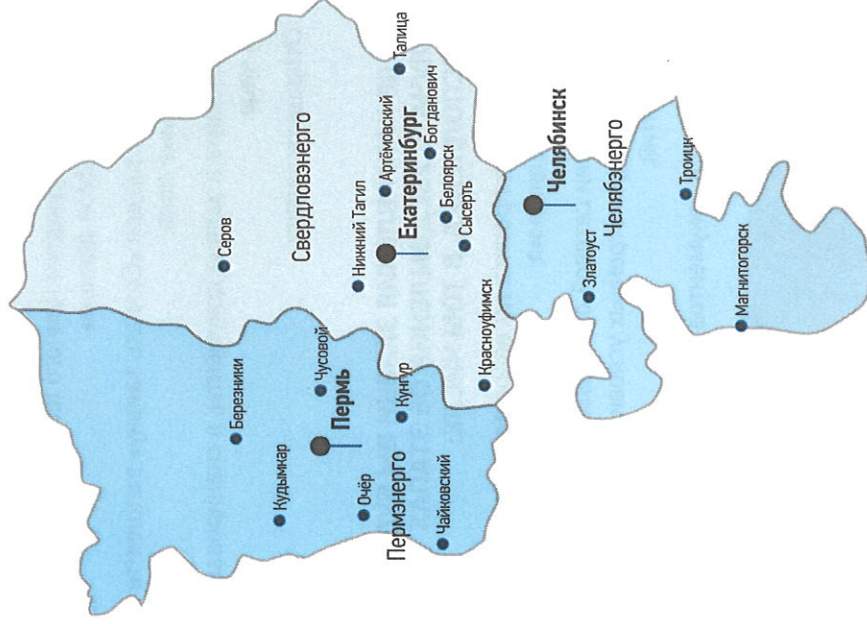 Серов
Свердловэнерго
Березники
Кудымкар
Чусовой
Пермь
Нижний Тагил
Артёмовский
Талица
Екатеринбург
Очёр
Пермэнерго
Кунгур
Богданович
Белоярск
Сысерть
Чайковский
Красноуфимск
Челябинск
Златоуст
Челябэнерго
Троицк
Магнитогорск